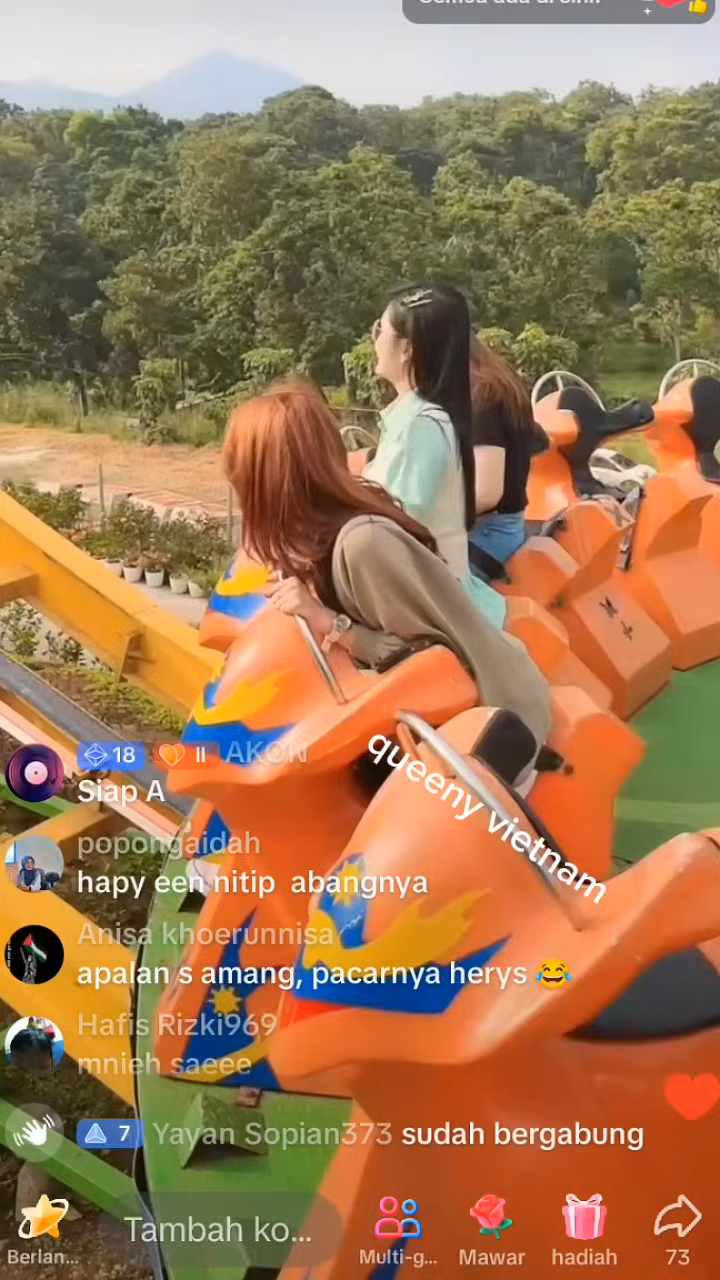 18 II AKON
Siap A
queeny vietnam
popongaidah
hapy een nitip abangnya
Anisa khoerunnisa
apalan s amang, pacarnya herys 😂
Hafis Rizki969
mnieh saeee
7 Yayan Sopian373 sudah bergabung
Tambah ko...
Berlan... Multi-g... Mawar hadiah 73